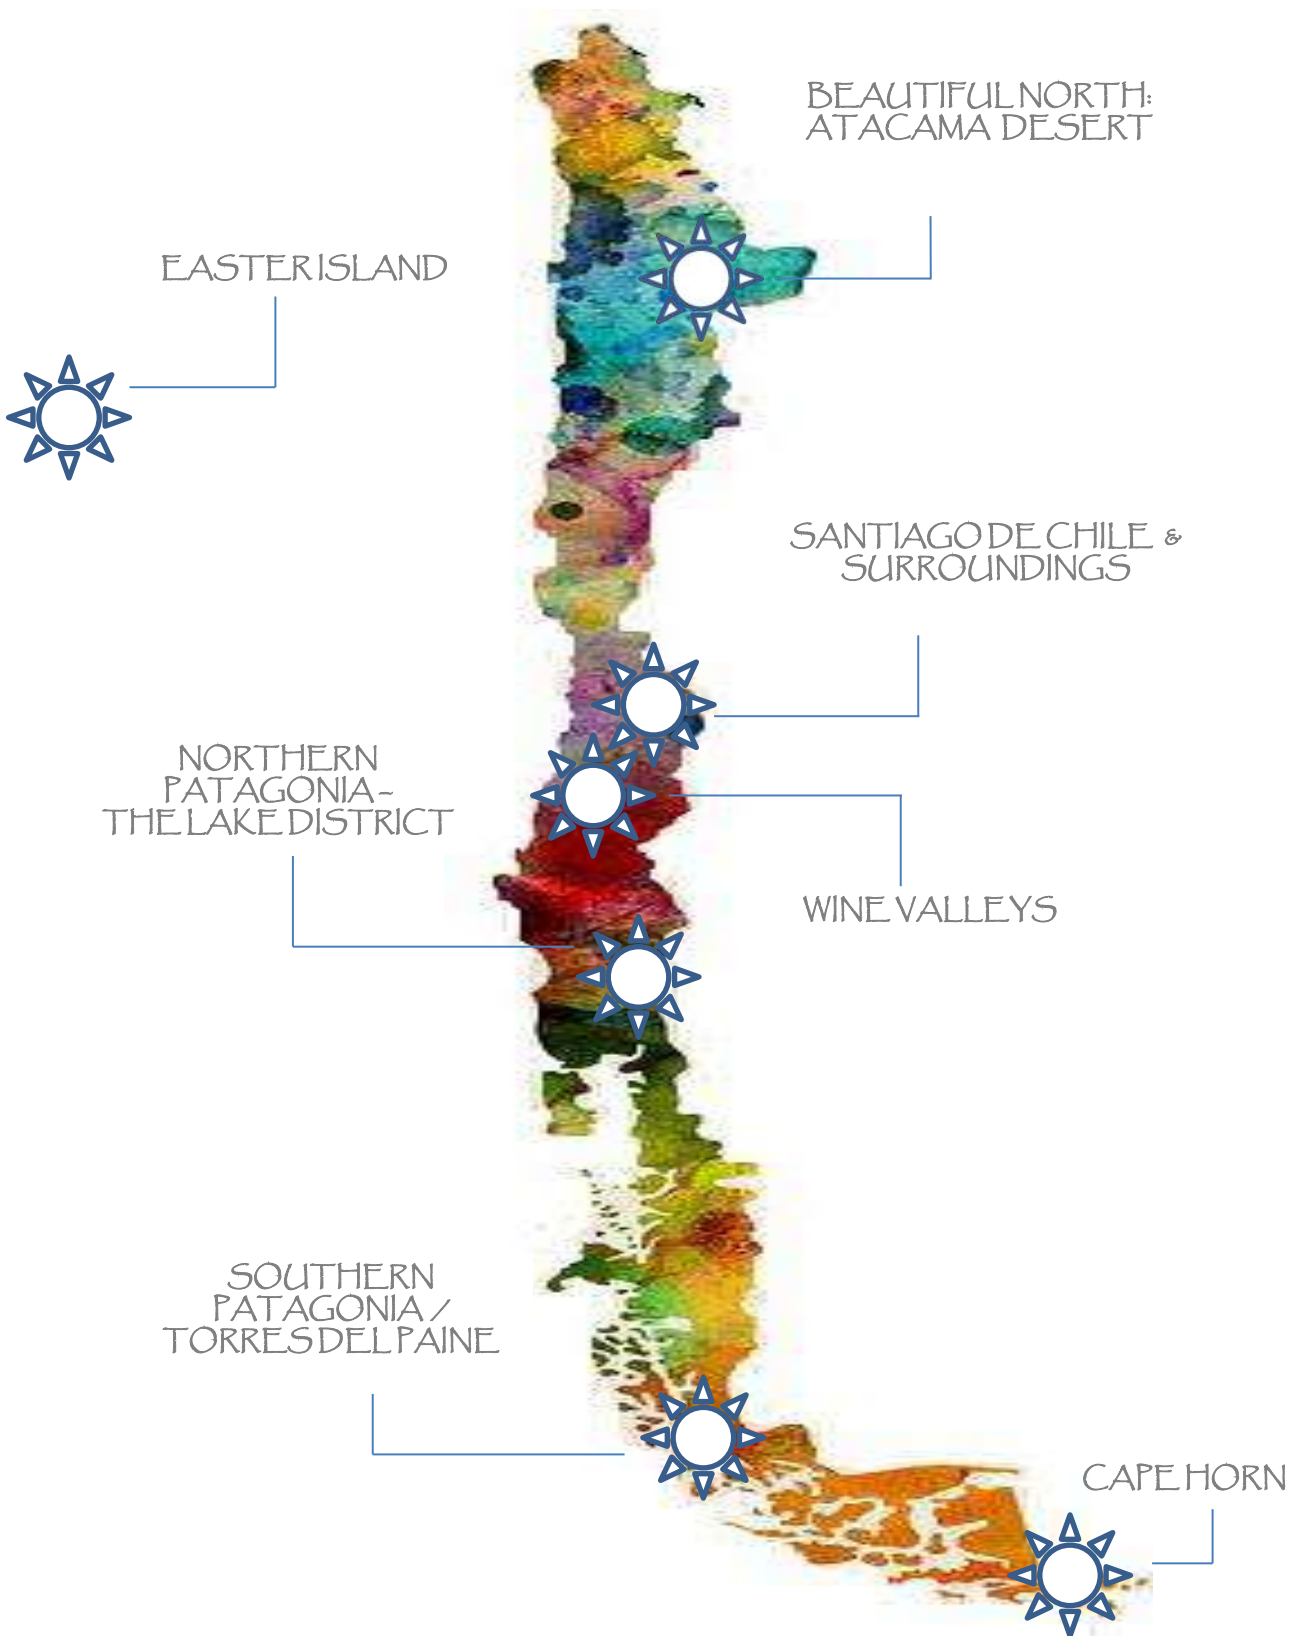 BEAUTIFUL NORTH:
ATACAMA DESERT
EASTER ISLAND
SANTIAGO DE CHILE &
SURROUNDINGS
NORTHERN
PATAGONIA –
THE LAKE DISTRICT
WINE VALLEYS
SOUTHERN
PATAGONIA /
TORRES DEL PAINE
CAPE HORN